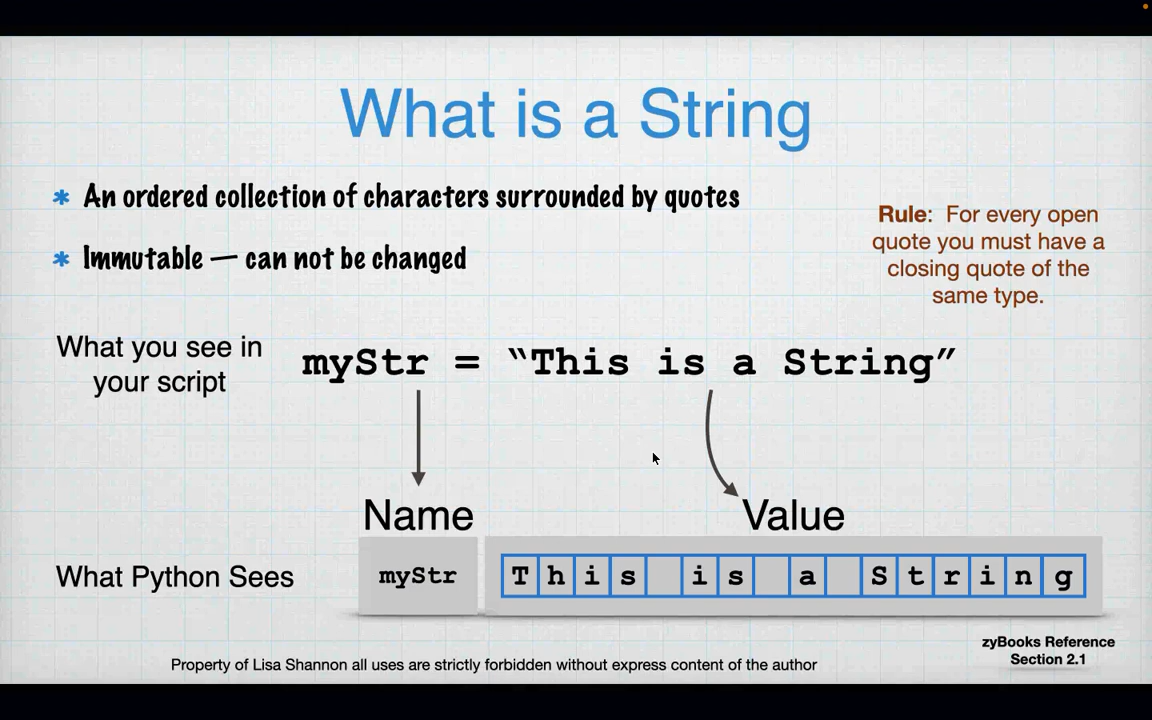 What is a String
* An ordered collection of characters surrounded by quotes
* Immutable — can not be changed
Rule: For every open
quote you must have a
closing quote of the
same type.
What you see in
your script
myStr = “This is a String”
Name
Value
What Python Sees
myStr
This is a String
zyBooks Reference
Section 2.1
Property of Lisa Shannon all uses are strictly forbidden without express content of the author